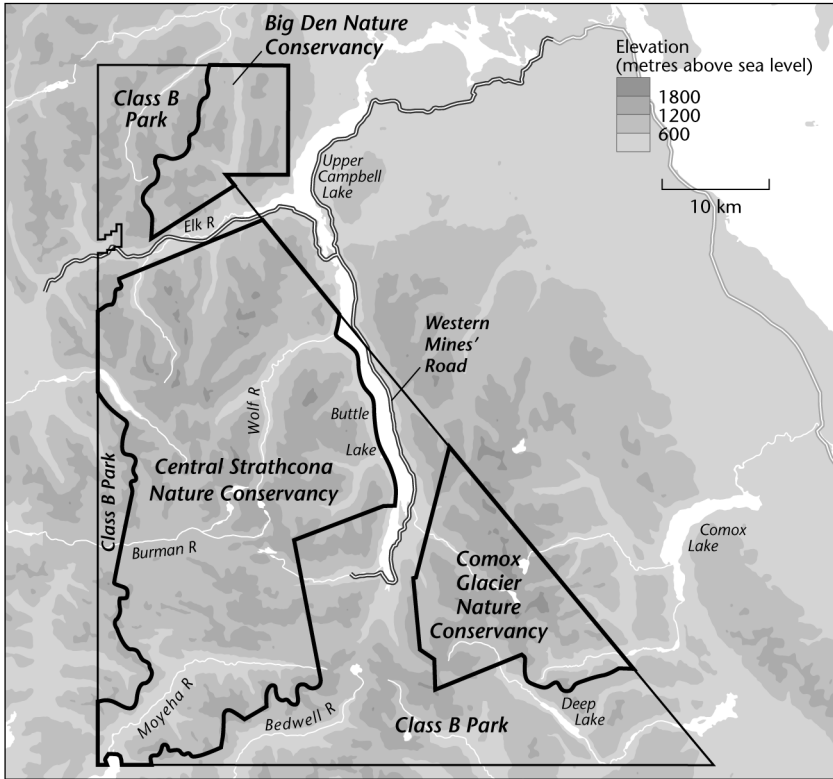 Big Den Nature
Conservancy
Class B
Park
Elevation
(metres above sea level)
1800
1200
600
10 km
Upper
Campbell
Lake
Elk R
Western
Mines'
Road
Wolf R
Buttle
Lake
Central Strathcona
Nature Conservancy
Class B Park
Burman R
Comox
Lake
Comox
Glacier
Nature
Conservancy
Moyeha R
Bedwell R
Class B Park
Deep
Lake